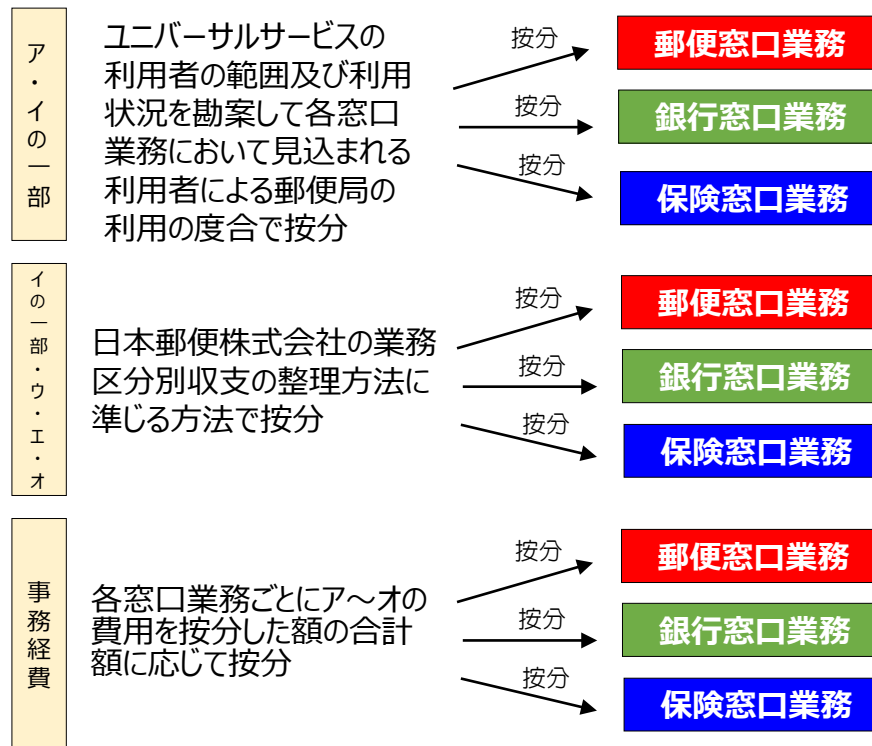 ア・イの一部
ユニバーサルサービスの
利用者の範囲及び利用
状況を勘案して各窓口
業務において見込まれる
利用者による郵便局の
利用の度合で按分
按分
郵便窓口業務
按分
銀行窓口業務
按分
保険窓口業務
イの一部・ウ・エ・オ
日本郵便株式会社の業務
区分別収支の整理方法に
準じる方法で按分
按分
郵便窓口業務
按分
銀行窓口業務
按分
保険窓口業務
事務経費
各窓口業務ごとにア～オの
費用を按分した額の合計
額に応じて按分
按分
郵便窓口業務
按分
銀行窓口業務
按分
保険窓口業務